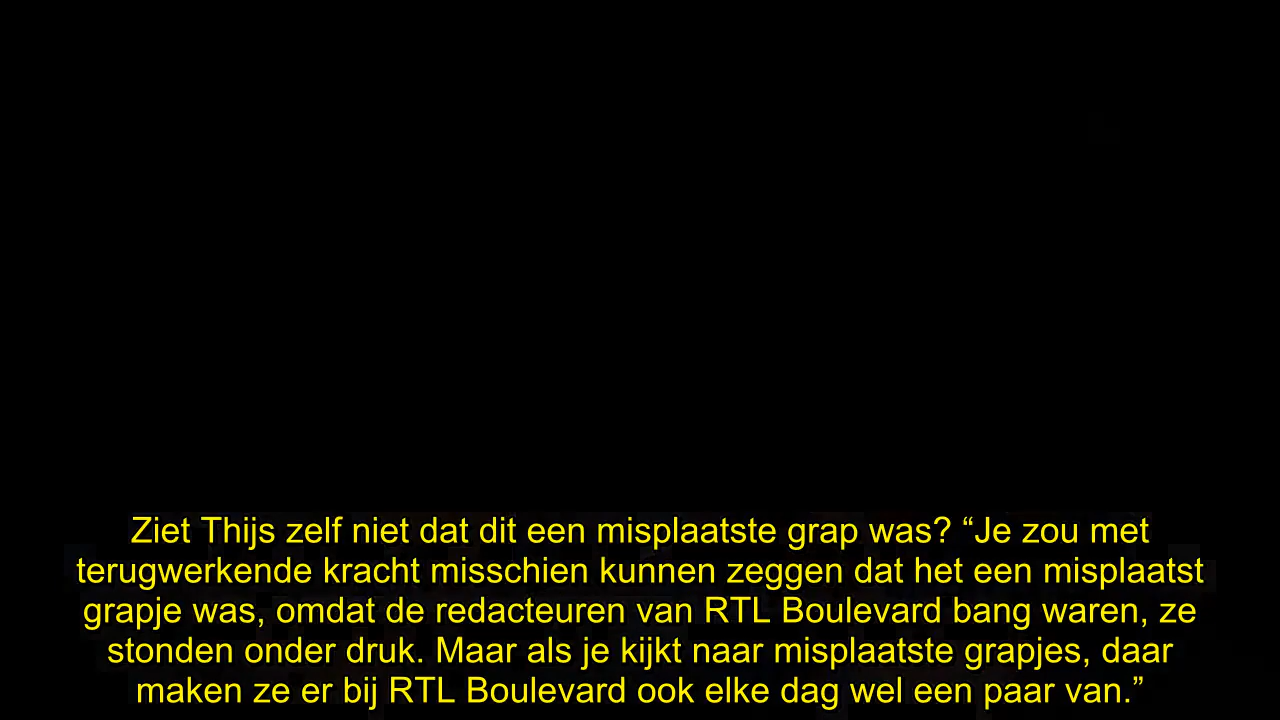 Ziet Thijs zelf niet dat dit een misplaatste grap was? “Je zou met
terugwerkende kracht misschien kunnen zeggen dat het een misplaatst
grapje was, omdat de redacteuren van RTL Boulevard bang waren, ze
stonden onder druk. Maar als je kijkt naar misplaatste grapjes, daar
maken ze er bij RTL Boulevard ook elke dag wel een paar van.”